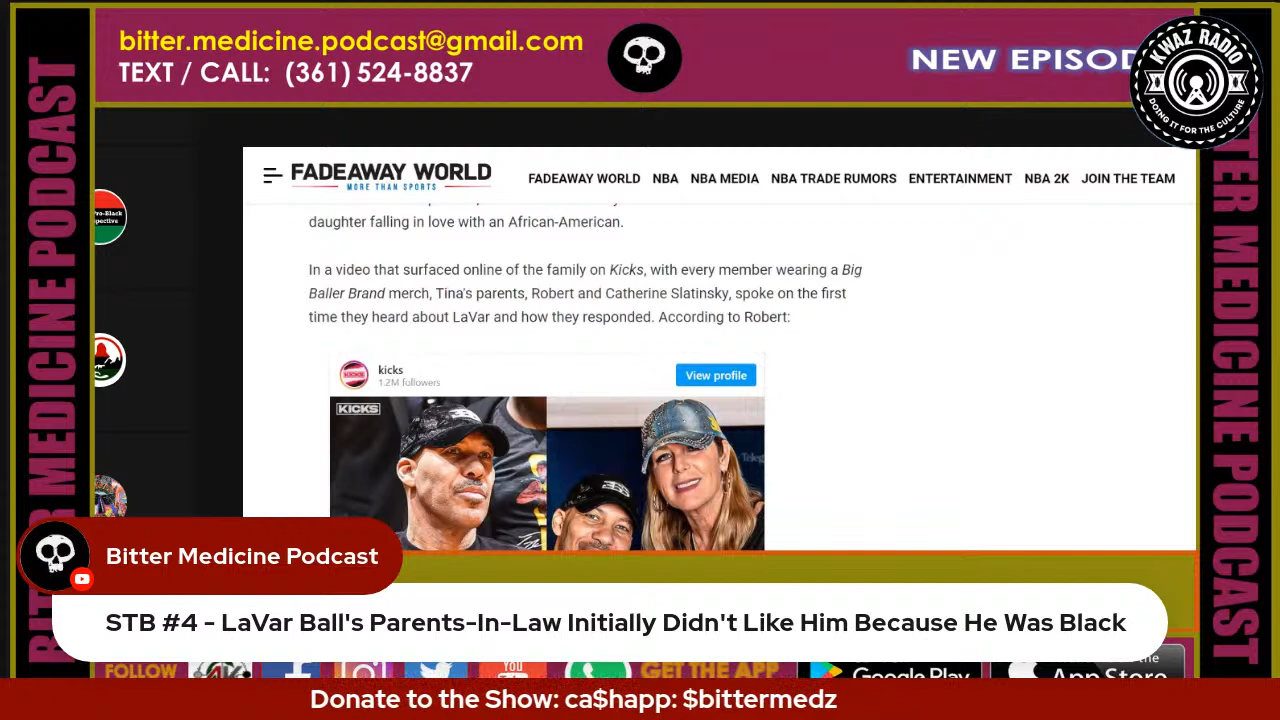 bitter.medicine.podcast@gmail.com
TEXT / CALL: (361) 524-8837
NEW EPISOD
KWAZ RADIO
DOING IT FOR THE CULTURE
BITTER MEDICINE PODCAST
FADEAWAY WORLD
MORE THAN SPORTS
FADEAWAY WORLD NBA NBA MEDIA NBA TRADE RUMORS ENTERTAINMENT NBA 2K JOIN THE TEAM
daughter falling in love with an African-American.
In a video that surfaced online of the family on Kicks, with every member wearing a Big
Baller Brand merch, Tina's parents, Robert and Catherine Slatinsky, spoke on the first
time they heard about LaVar and how they responded. According to Robert:
kicks
1.2M followers
View profile
KICKS
Bitter Medicine Podcast
STB #4 - LaVar Ball's Parents-In-Law Initially Didn't Like Him Because He Was Black
FOLLOW
You
GET THE APP
Google Play
the
App Store
Donate to the Show: ca$happ: $bittermedz
TER MEDICINE PODCAST